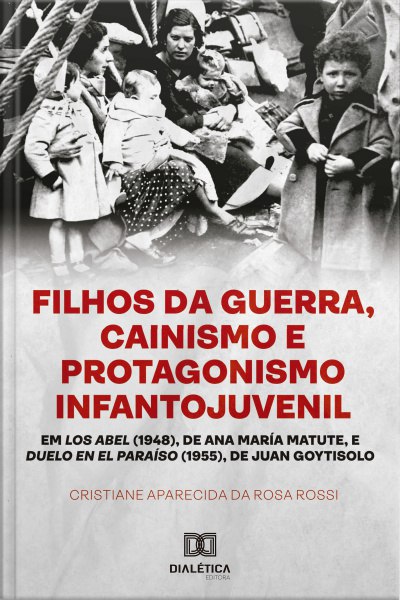 FILHOS DA GUERRA,
CAINISMO E
PROTAGONISMO
INFANTOJUVENIL
EM LOS ABEL (1948), DE ANA MARÍA MATUTE, E
DUELO EN EL PARAÍSO (1955), DE JUAN GOYTISOLO
CRISTIANE APARECIDA DA ROSA ROSSI
DIALÉTICA
EDITORA